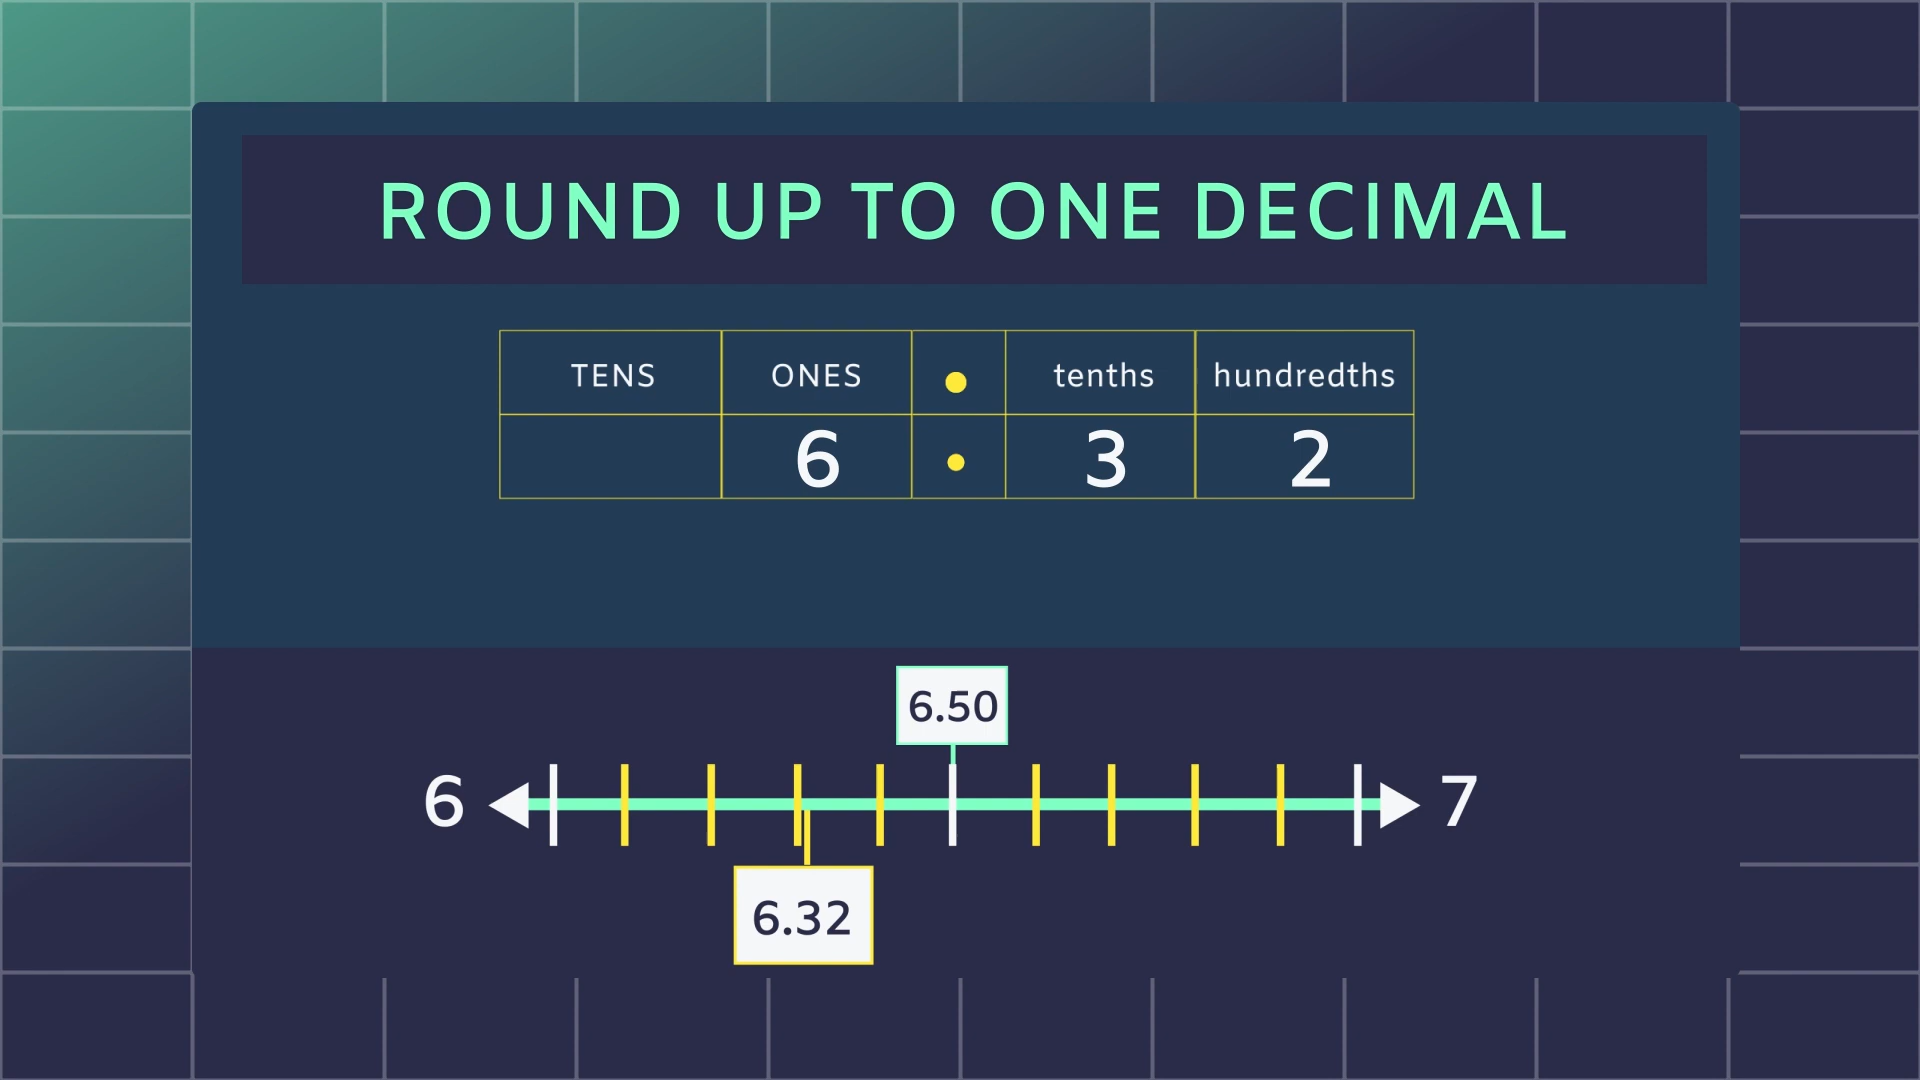 ROUND UP TO ONE DECIMAL
TENS ONES • tenths hundredths
6 • 3 2
6.50
6 7
6.32